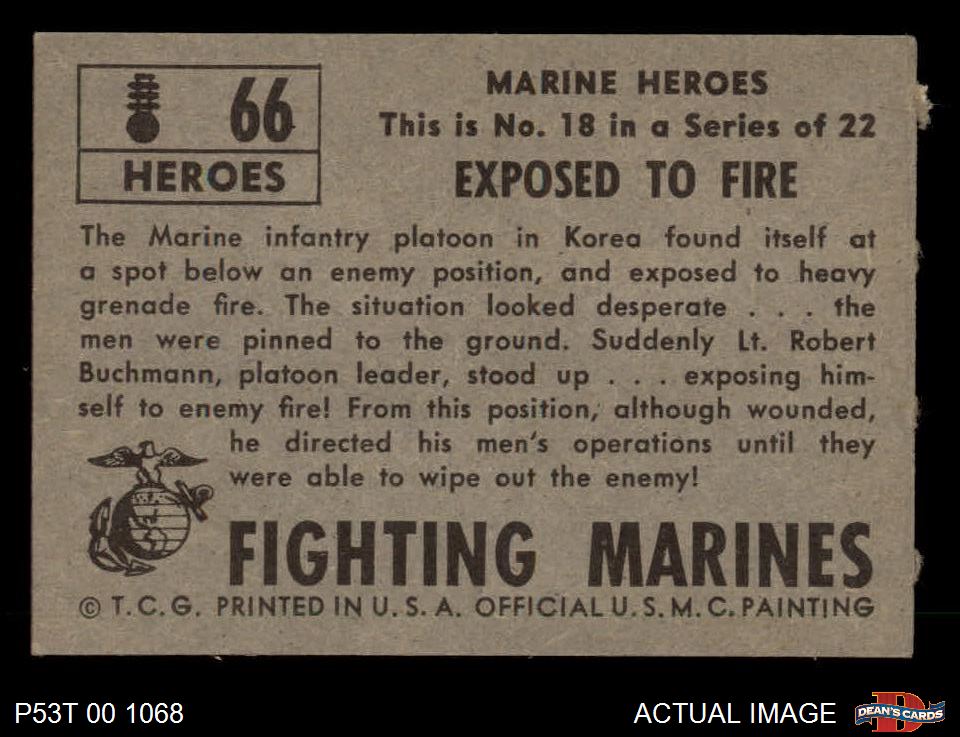 66
HEROES
MARINE HEROES
This is No. 18 in a Series of 22
EXPOSED TO FIRE
The Marine infantry platoon in Korea found itself at
a spot below an enemy position, and exposed to heavy
grenade fire. The situation looked desperate . . . the
men were pinned to the ground. Suddenly Lt. Robert
Buchmann, platoon leader, stood up . . . exposing him-
self to enemy fire! From this position, although wounded,
he directed his men's operations until they
were able to wipe out the enemy!
FIGHTING MARINES
© T.C.G. PRINTED IN U.S.A. OFFICIAL U.S.M.C. PAINTING
P53T 00 1068
ACTUAL IMAGE
D
DEAN'S CARDS